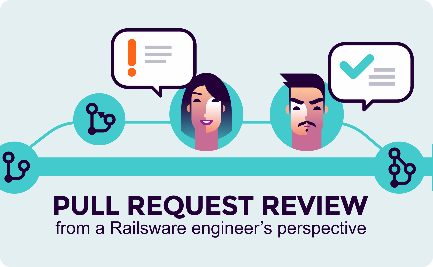 !
PULL REQUEST REVIEW
from a Railsware engineer's perspective